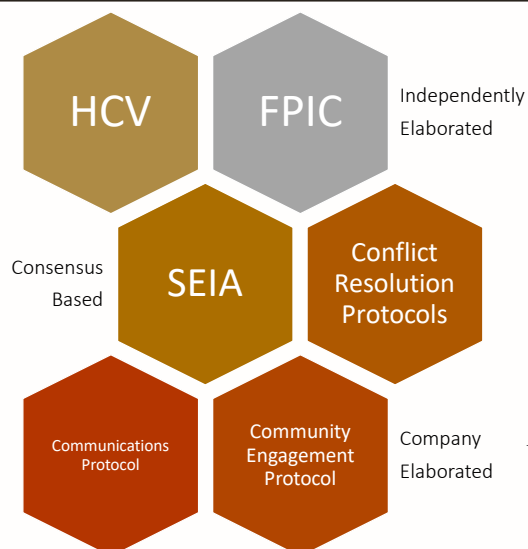 HCV
FPIC
Independently
Elaborated
Consensus
Based
SEIA
Conflict
Resolution
Protocols
Communications
Protocol
Community
Engagement
Protocol
Company
Elaborated